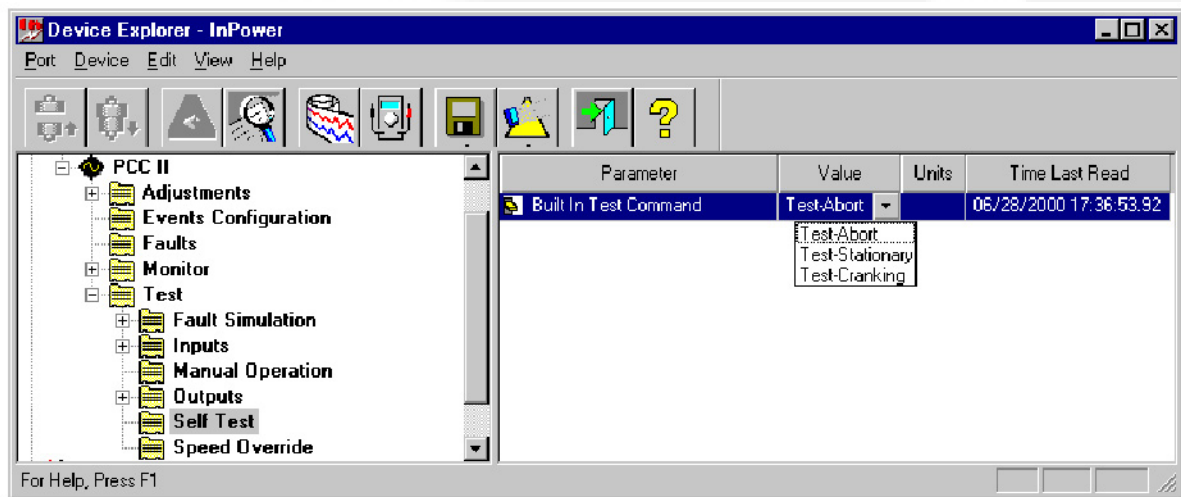 Device Explorer - InPower
Port Device Edit View Help
PCC II
Adjustments
Events Configuration
Faults
Monitor
Test
Fault Simulation
Inputs
Manual Operation
Outputs
Self Test
Speed Override
Parameter Value Units Time Last Read
Built In Test Command Test-Abort 06/28/2000 17:36:53.92
Test-Abort
Test-Stationary
Test-Cranking
For Help, Press F1